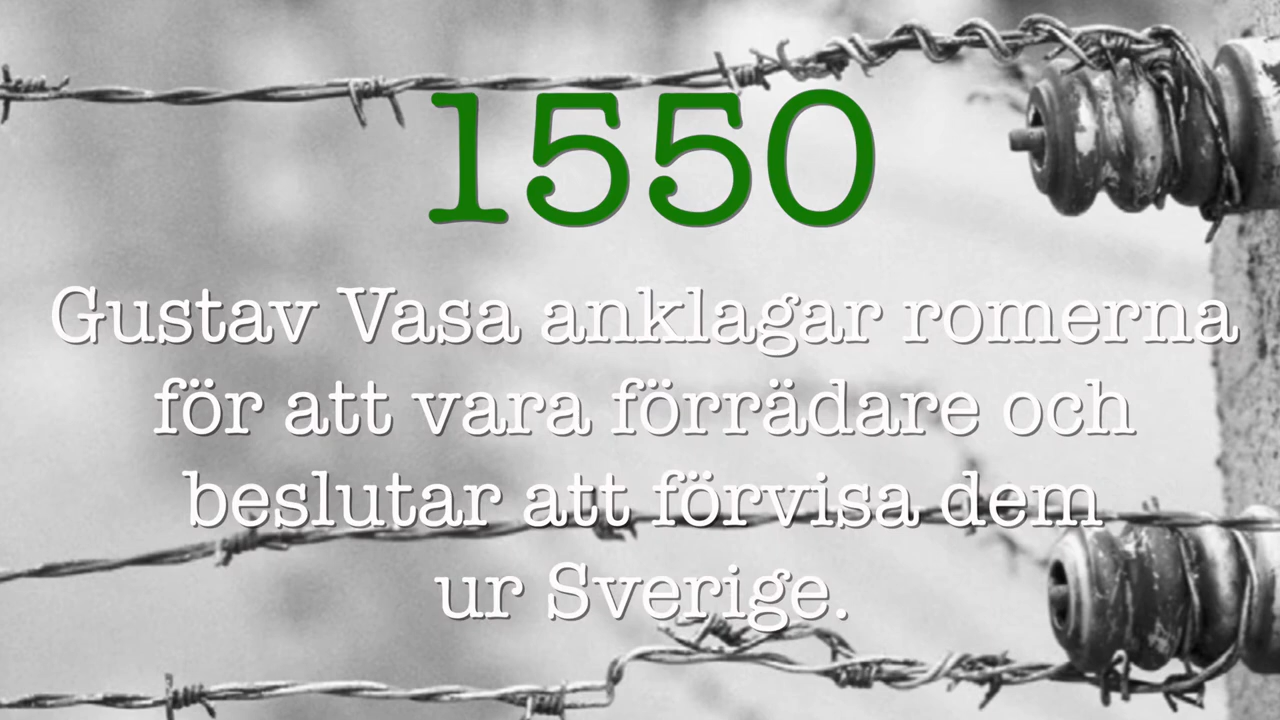 1550
Gustav Vasa anklagar romerna
för att vara förrädare och
beslutar att förvisa dem
ur Sverige.